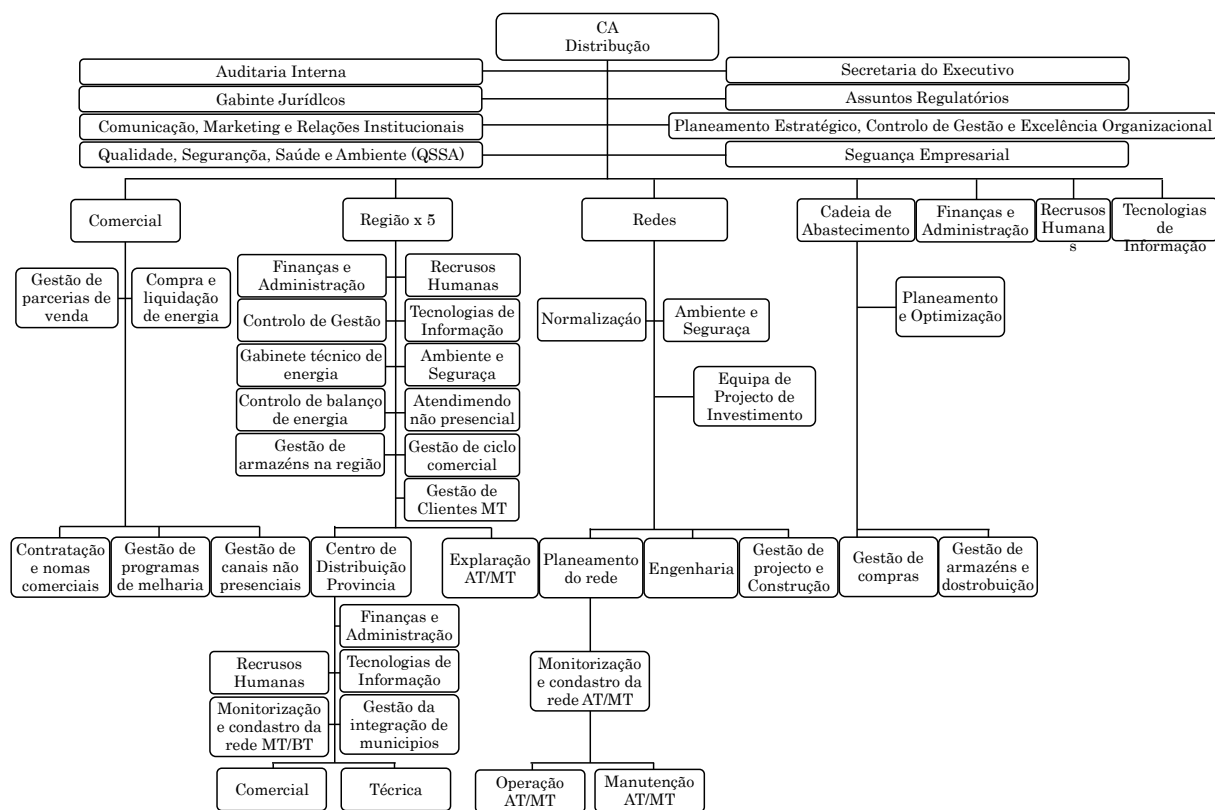 CA
Distribução
Auditaria Interna
Secretaria do Executivo
Gabinte Jurídlcos
Assuntos Regulatórios
Comunicação, Marketing e Relações Institucionais
Planeamento Estratégico, Controlo de Gestão e Excelência Organizacional
Qualidade, Segurançõa, Saúde e Ambiente (QSSA)
Seguança Empresarial
Comercial
Região x 5
Redes
Cadeia de
Abastecimento
Finanças e
Administração
Recrusos
Humana
s
Tecnologias
de
Informação
Gestão de
parcerias de
venda
Compra e
liquidação
de energia
Finanças e
Administração
Recrusos
Humanas
Controlo de Gestão
Tecnologias de
Informação
Gabinete técnico de
energia
Ambiente e
Seguraça
Controlo de balanço
de energia
Atendimendo
não presencial
Gestão de
armazéns na região
Gestão de ciclo
comercial
Gestão de
Clientes MT
Normalizaçáo
Ambiente e
Seguraça
Equipa de
Projecto de
Investimento
Planeamento
e Optimização
Contratação
e nomas
comerciais
Gestão de
programas
de melharia
Gestão de
canais não
presenciais
Centro de
Distribuição
Provincia
Explaração
AT/MT
Planeamento
do rede
Engenharia
Gestão de
projecto e
Construção
Gestão de
compras
Gestão de
armazéns e
dostrobuição
Finanças e
Administração
Recrusos
Humanas
Tecnologias de
Informação
Monitorização
e condastro da
rede MT/BT
Gestão da
integração de
municipios
Comercial
Técnica
Monitorização
e condastro da
rede AT/MT
Operação
AT/MT
Manutenção
AT/MT